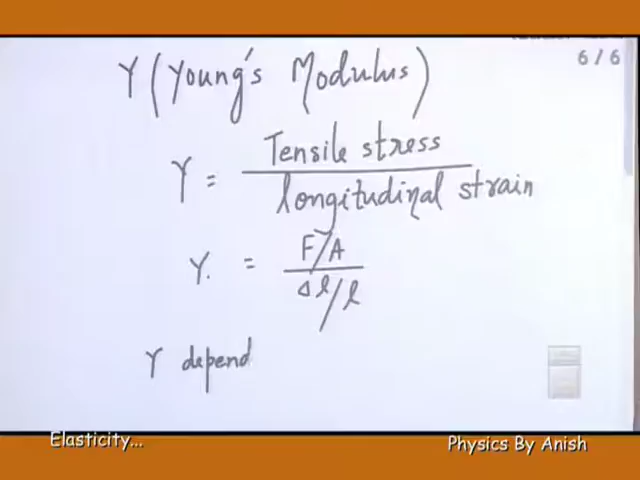 6/6
Y (Young's Modulus)
Y = Tensile stress / longitudinal strain
Y. = F/A / Δl/l
Y depend
Elasticity...
Physics By Anish